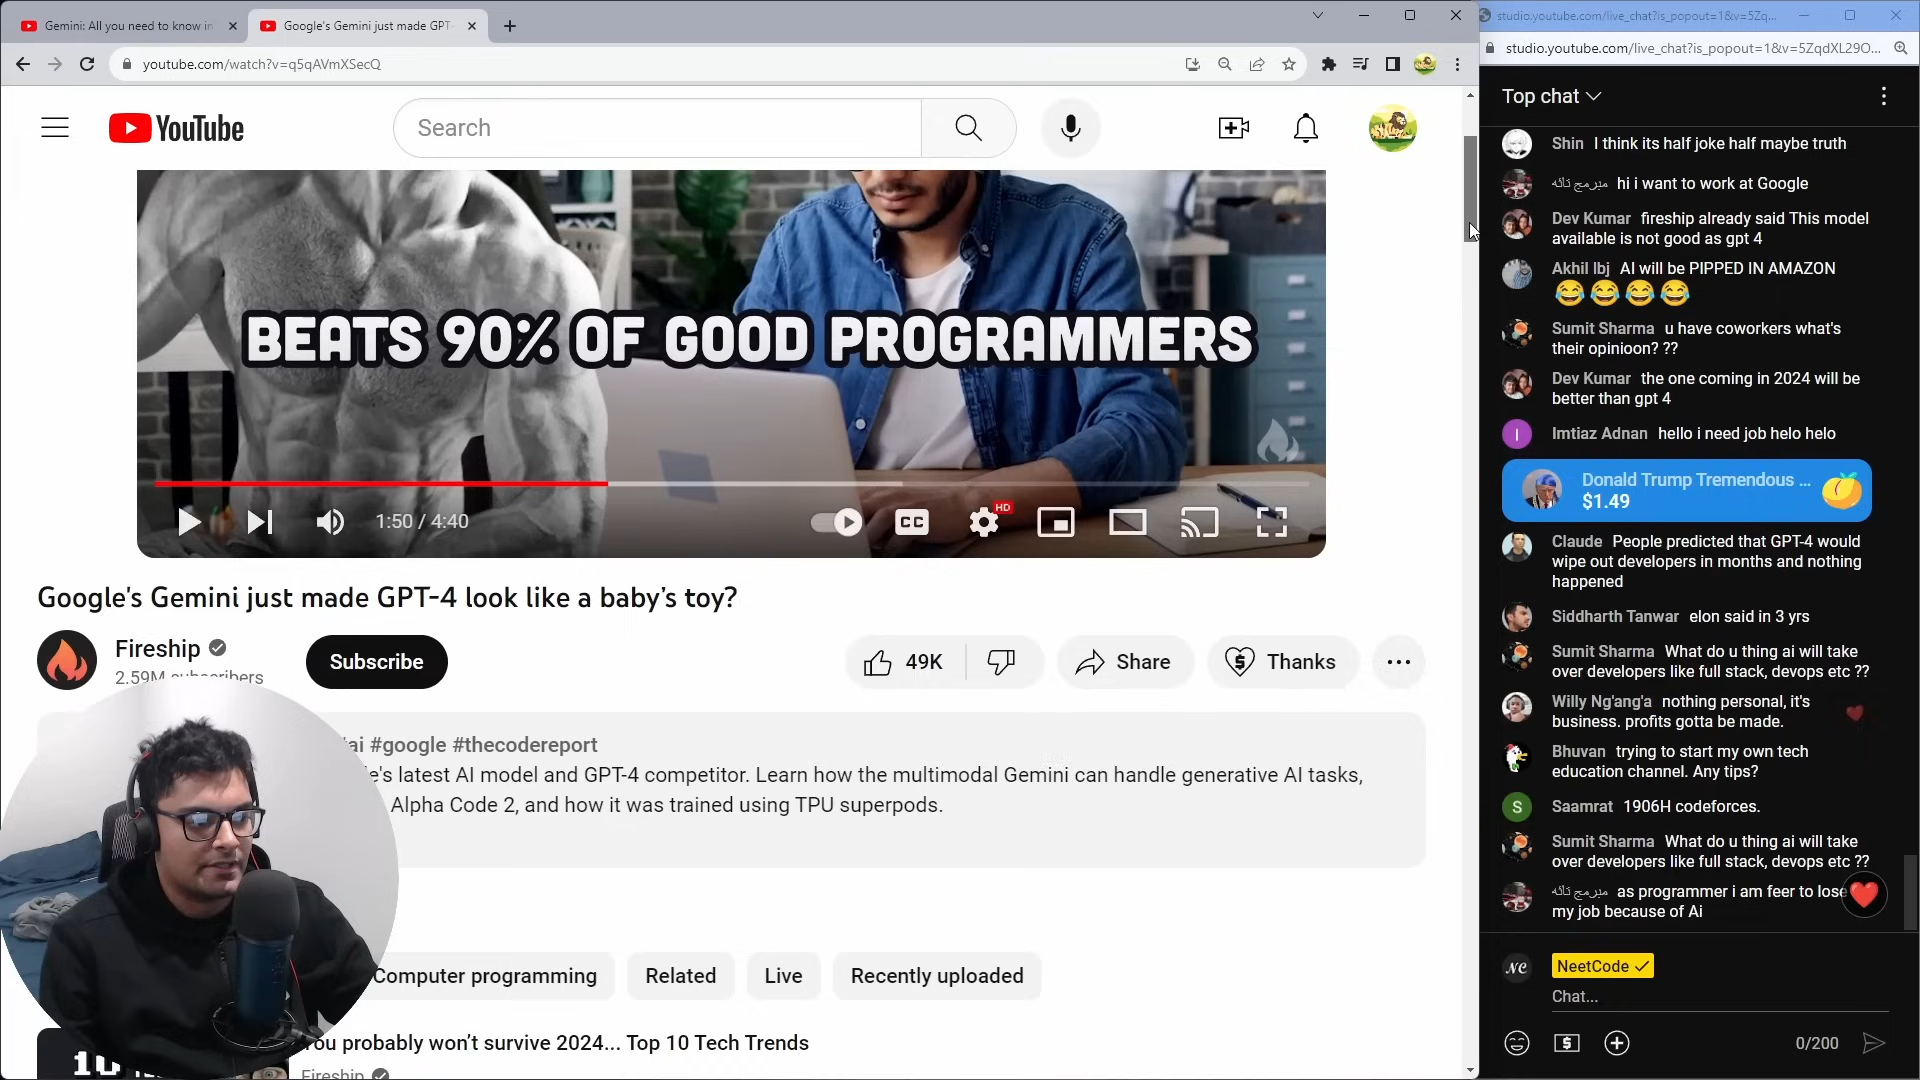 Gemini: All you need to know in
Google's Gemini just made GPT-
studio.youtube.com/live_chat?is_popout=1&v=5Zq...
youtube.com/watch?v=q5qAVmXSecQ
studio.youtube.com/live_chat?is_popout=1&v=5ZqdXL29O...
YouTube
Search
BEATS 90% OF GOOD PROGRAMMERS
1:50 / 4:40
CC
HD
Google's Gemini just made GPT-4 look like a baby's toy?
Fireship
2.59M subscribers
Subscribe
49K
Share
Thanks
#ai #google #thecodereport
le's latest AI model and GPT-4 competitor. Learn how the multimodal Gemini can handle generative AI tasks,
Alpha Code 2, and how it was trained using TPU superpods.
Computer programming
Related
Live
Recently uploaded
You probably won't survive 2024... Top 10 Tech Trends
Fireship
10
Top chat
Shin I think its half joke half maybe truth
مبرمج تائه hi i want to work at Google
Dev Kumar fireship already said This model
available is not good as gpt 4
Akhil lbj AI will be PIPPED IN AMAZON
😂😂😂😂
Sumit Sharma u have coworkers what's
their opinioon? ??
Dev Kumar the one coming in 2024 will be
better than gpt 4
I
Imtiaz Adnan hello i need job helo helo
Donald Trump Tremendous ...
$1.49
Claude People predicted that GPT-4 would
wipe out developers in months and nothing
happened
Siddharth Tanwar elon said in 3 yrs
Sumit Sharma What do u thing ai will take
over developers like full stack, devops etc ??
Willy Ng'ang'a nothing personal, it's
business. profits gotta be made.
Bhuvan trying to start my own tech
education channel. Any tips?
S
Saamrat 1906H codeforces.
Sumit Sharma What do u thing ai will take
over developers like full stack, devops etc ??
مبرمج تائه as programmer i am feer to lose
my job because of Ai
NC
NeetCode
Chat...
0/200